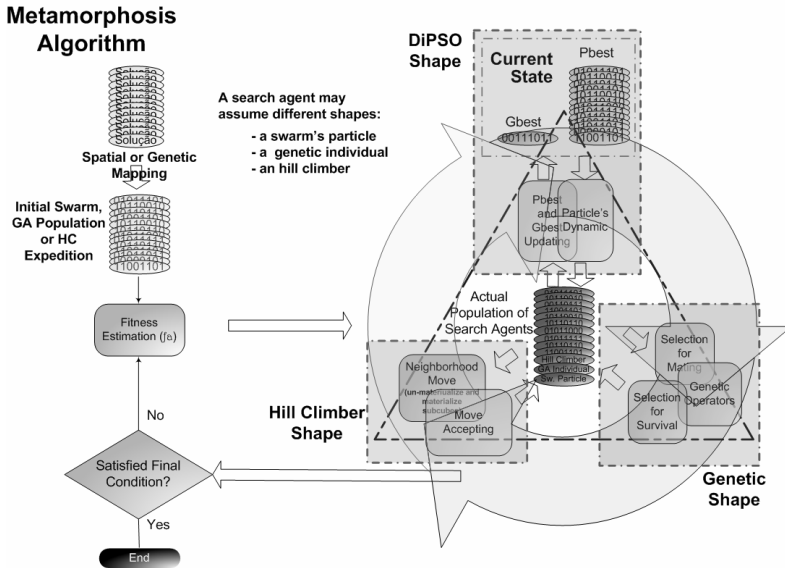 Metamorphosis
Algorithm
Solução
Solução
Spatial or Genetic
Mapping
Initial Swarm,
GA Population
or HC
Expedition
1100110
Fitness
Estimation
No
Satisfied Final
Condition?
Yes
End
A search agent may
assume different shapes:
- a swarm's particle
- a genetic individual
- an hill climber
DiPSO
Shape
Current
State
Pbest
Gbest
Pbest
and
Gbest
Updating
Particle's
Dynamic
Actual
Population of
Search Agents
Hill Climber
GA Individual
Sw. Particle
Neighborhood
Move
(un-materialize and
materialize
subcubes)
Move
Accepting
Hill Climber
Shape
Selection
for
Mating
Genetic
Operators
Selection
for
Survival
Genetic
Shape